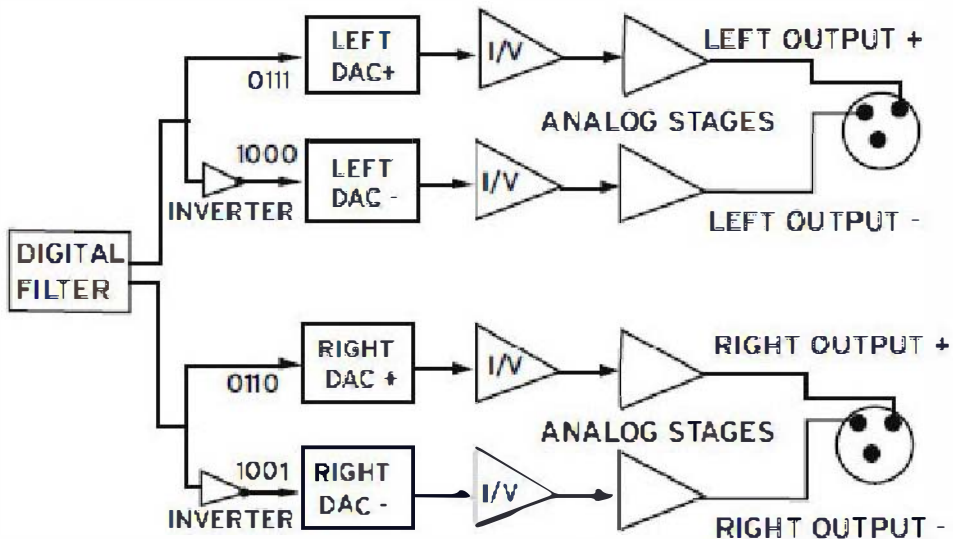 LEFT
DAC+
I/V
LEFT OUTPUT +
0111
ANALOG STAGES
1000
LEFT
DAC -
I/V
INVERTER
LEFT OUTPUT -
DIGITAL
FILTER
RIGHT
DAC +
I/V
RIGHT OUTPUT +
0110
ANALOG STAGES
1001
RIGHT
DAC -
I/V
INVERTER
RIGHT OUTPUT -